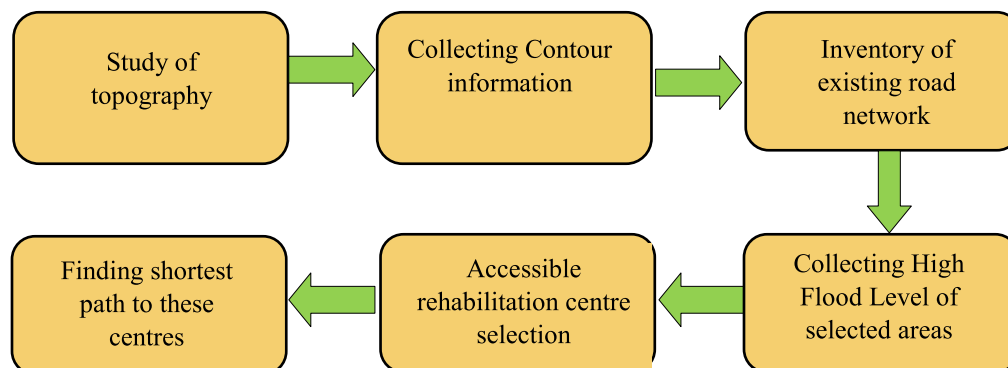 Study of
topography
Collecting Contour
information
Inventory of
existing road
network
Collecting High
Flood Level of
selected areas
Accessible
rehabilitation centre
selection
Finding shortest
path to these
centres